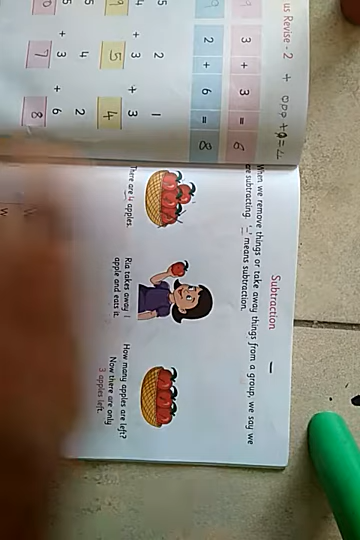 us Revise - 2
3 + 3 = 6
2 + 6 = 8
5 2 1
+ 3 + 3
5 4
5 4 2
+ 3 + 6
7 8
Subtraction
When we remove things or take away things from a group, we say we
are subtracting. '_' means subtraction.
There are 4 apples.
Ria takes away 1
apple and eats it.
How many apples are left?
Now there are only
3 apples left.